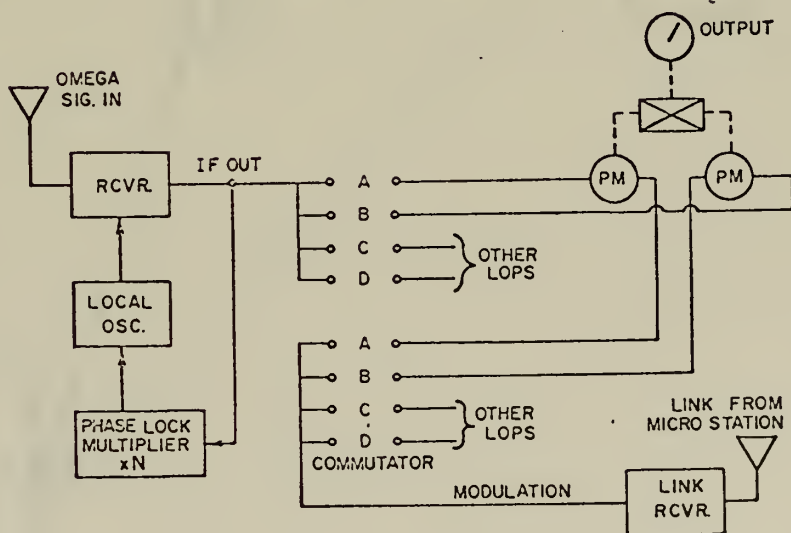 OUTPUT
OMEGA
SIG. IN
IF OUT
RCVR.
A
B
C
D
PM
PM
OTHER
LOPS
LOCAL
OSC.
A
B
C
D
OTHER
LOPS
PHASE LOCK
MULTIPLIER
xN
COMMUTATOR
LINK FROM
MICRO STATION
MODULATION
LINK
RCVR.